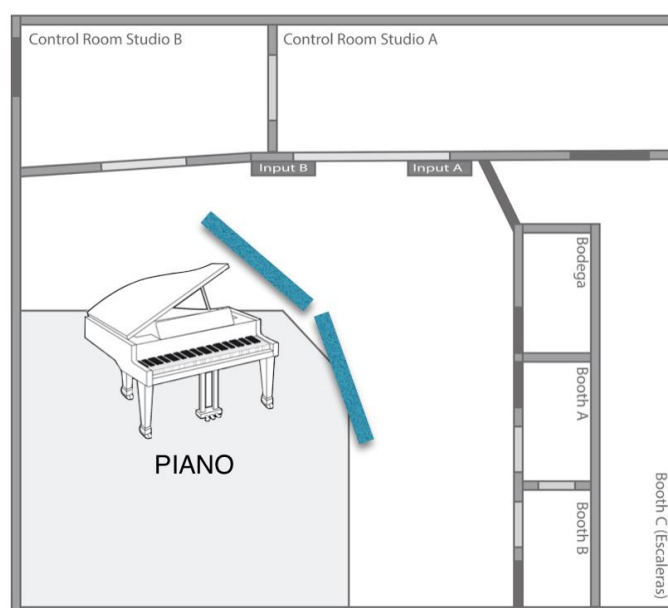 Control Room Studio B
Control Room Studio A
Input B
Input A
Bodega
Booth A
PIANO
Booth B
Booth C (Escaleras)